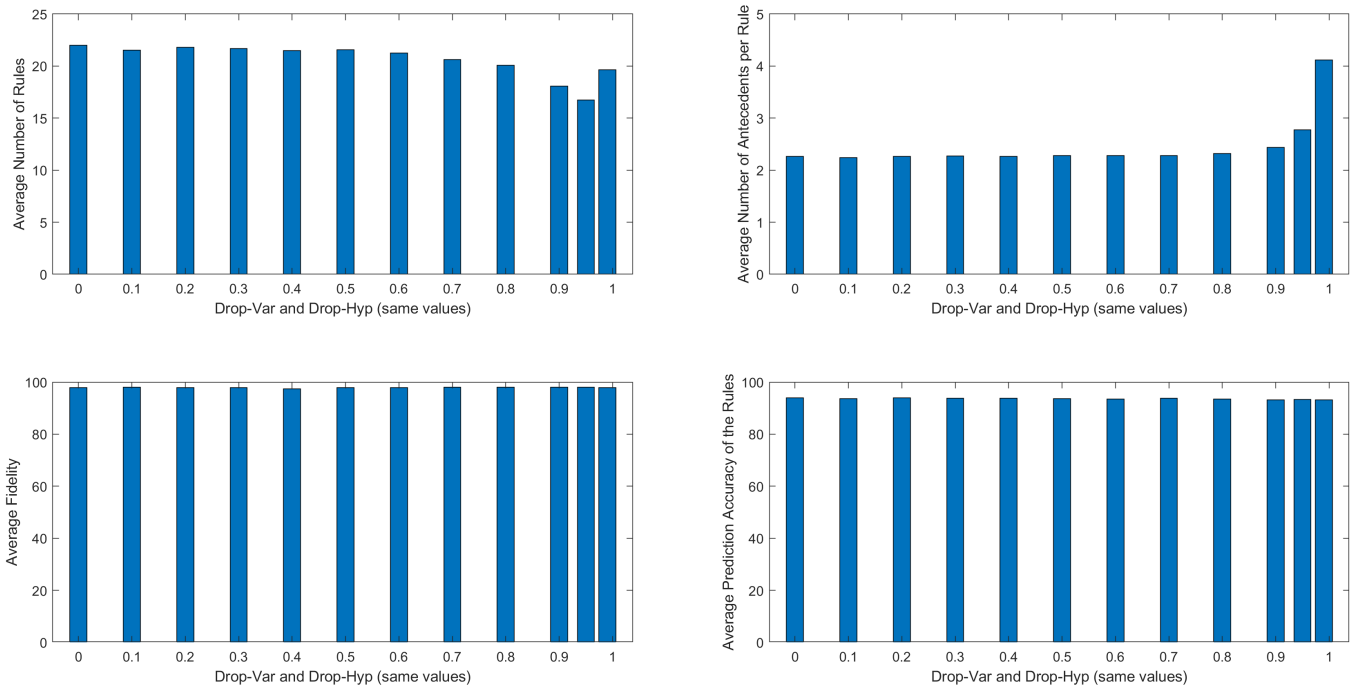 Average Number of Rules
25
20
15
10
5
0
0 0.1 0.2 0.3 0.4 0.5 0.6 0.7 0.8 0.9 1
Drop-Var and Drop-Hyp (same values)
Average Number of Antecedents per Rule
5
4
3
2
1
0
0 0.1 0.2 0.3 0.4 0.5 0.6 0.7 0.8 0.9 1
Drop-Var and Drop-Hyp (same values)
Average Fidelity
100
80
60
40
20
0
0 0.1 0.2 0.3 0.4 0.5 0.6 0.7 0.8 0.9 1
Drop-Var and Drop-Hyp (same values)
Average Prediction Accuracy of the Rules
100
80
60
40
20
0
0 0.1 0.2 0.3 0.4 0.5 0.6 0.7 0.8 0.9 1
Drop-Var and Drop-Hyp (same values)